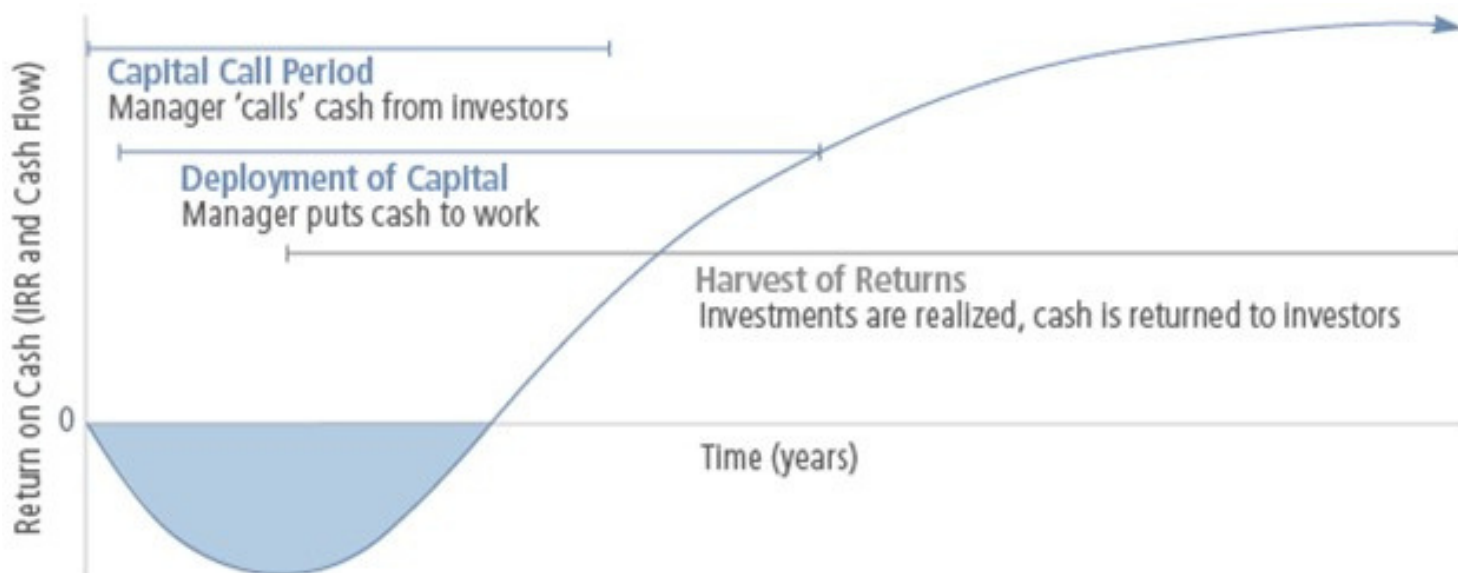 Return on Cash (IRR and Cash Flow)
Capital Call Period
Manager 'calls' cash from investors
Deployment of Capital
Manager puts cash to work
Harvest of Returns
Investments are realized, cash is returned to investors
0
Time (years)